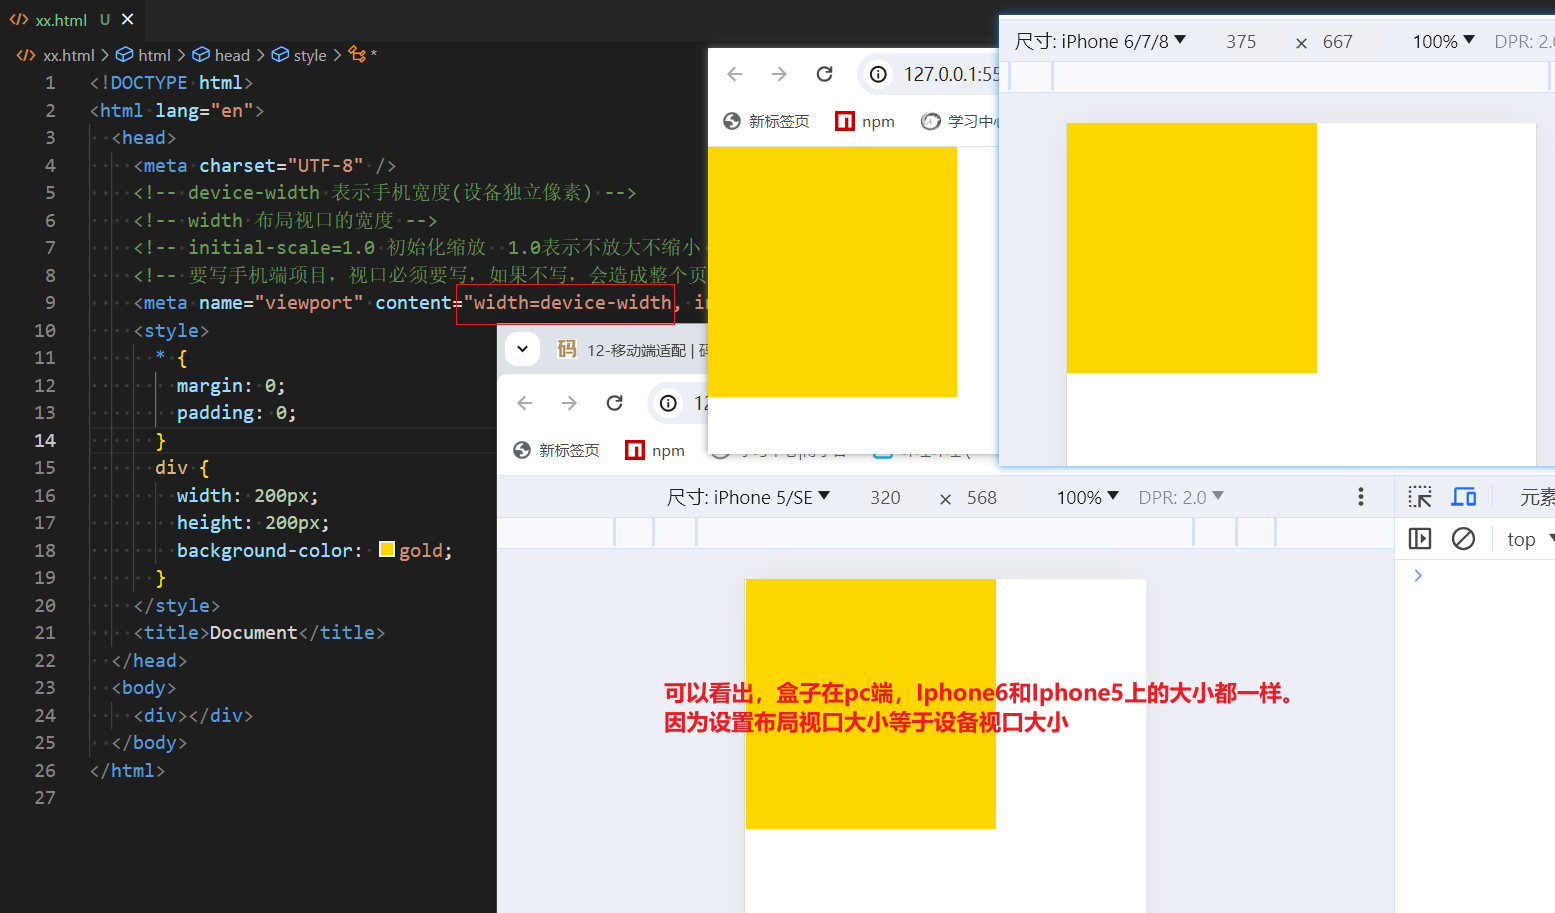 xx.html U
xx.html > html > head > style > *
1 <!DOCTYPE html>
2 <html lang="en">
3 <head>
4 <meta charset="UTF-8" />
5 <!-- device-width 表示手机宽度(设备独立像素) -->
6 <!-- width 布局视口的宽度 -->
7 <!-- initial-scale=1.0 初始化缩放 1.0表示不放大不缩小
8 <!-- 要写手机端项目，视口必须要写，如果不写，会造成整个页
9 <meta name="viewport" content="width=device-width, in
10 <style>
11 * {
12 margin: 0;
13 padding: 0;
14 }
15 div {
16 width: 200px;
17 height: 200px;
18 background-color: gold;
19 }
20 </style>
21 <title>Document</title>
22 </head>
23 <body>
24 <div></div>
25 </body>
26 </html>
27
127.0.0.1:55
新标签页 npm 学习中心
尺寸: iPhone 6/7/8 375 × 667 100% DPR: 2.0
码 12-移动端适配 | 码
12
新标签页 npm
尺寸: iPhone 5/SE 320 × 568 100% DPR: 2.0
元素
top
可以看出，盒子在pc端，Iphone6和Iphone5上的大小都一样。
因为设置布局视口大小等于设备视口大小